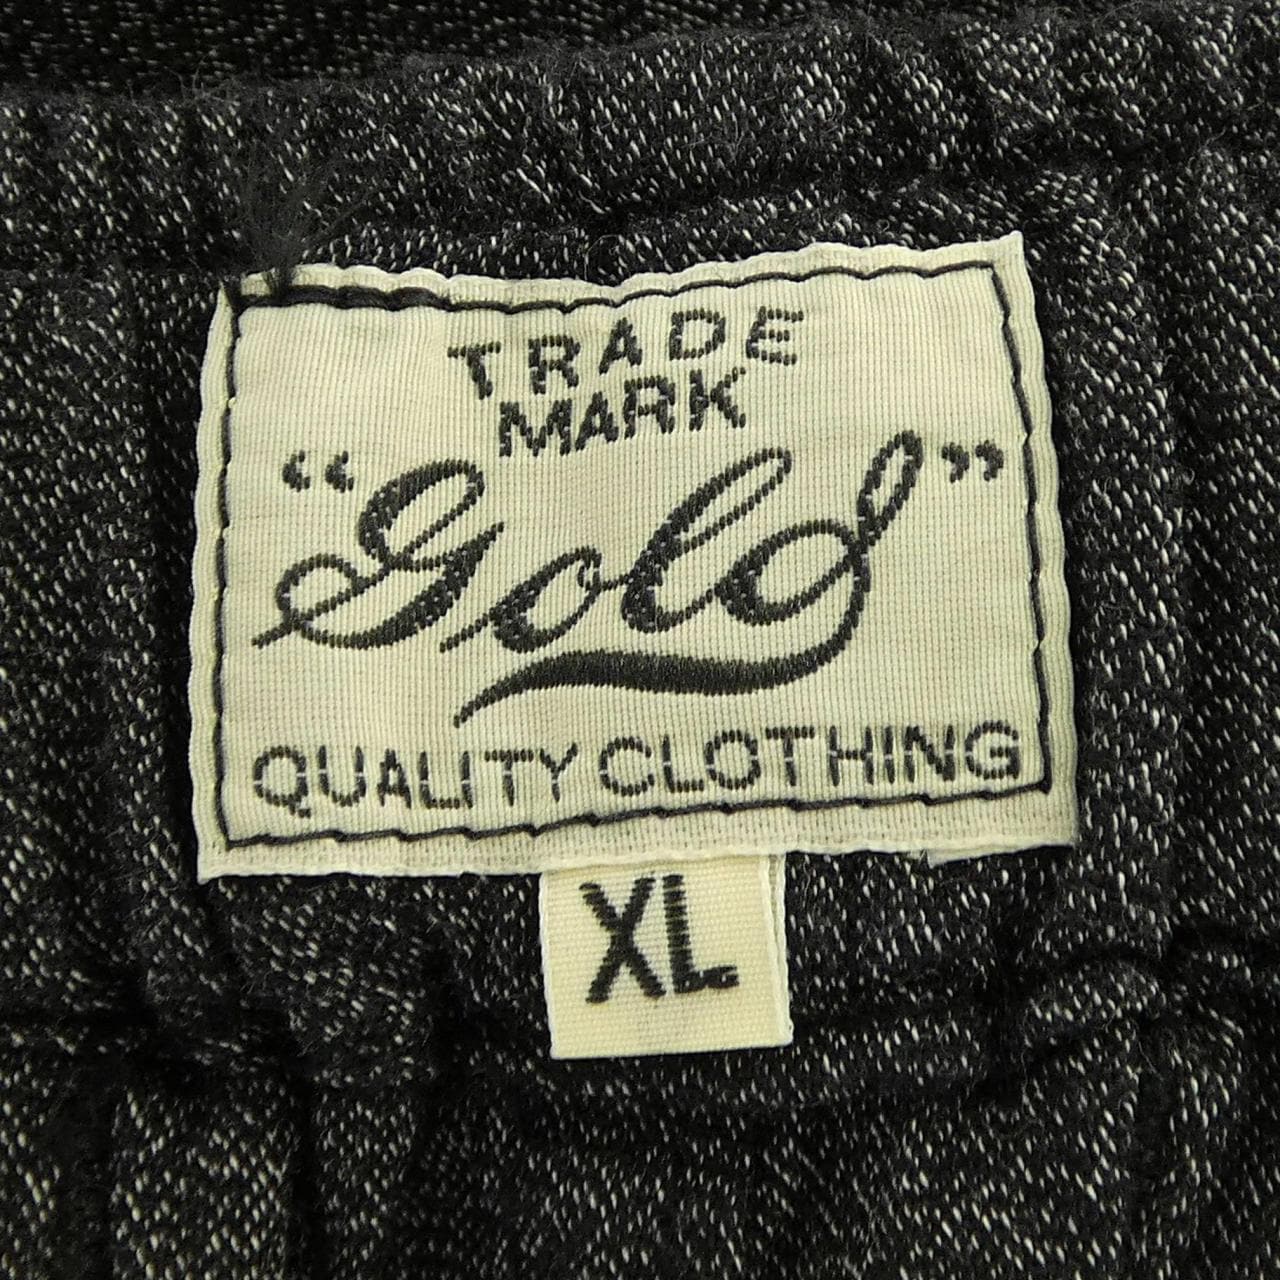 TRADE
MARK
“Gold”
QUALITY CLOTHING
XL